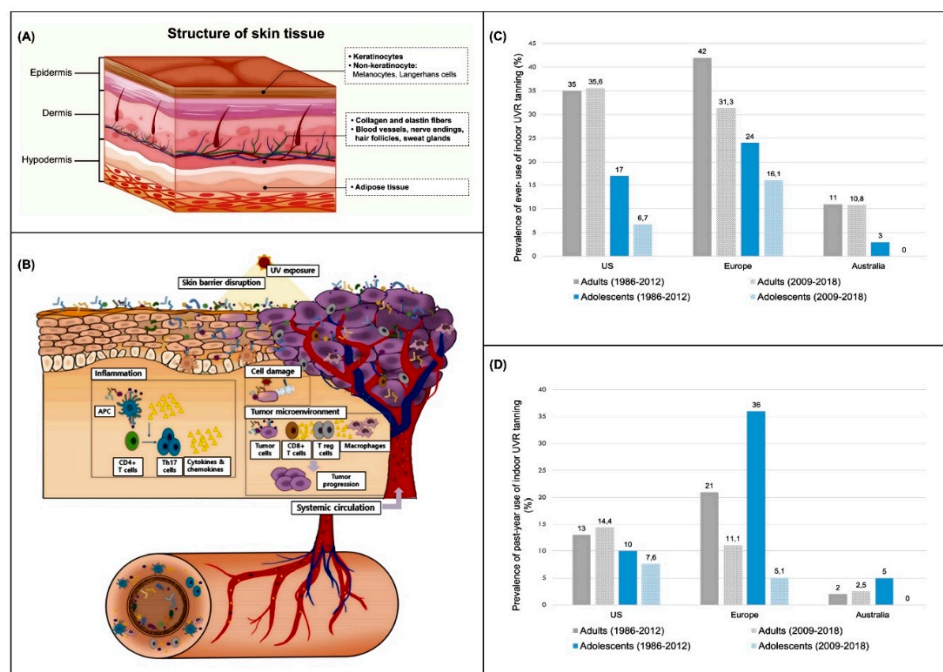 (A)
Structure of skin tissue
Epidermis
Dermis
Hypodermis
• Keratinocytes
• Non-keratinocyte:
Melanocytes, Langerhans cells
• Collagen and elastin fibers
• Blood vessels, nerve endings,
hair follicles, sweat glands
• Adipose tissue
(B)
UV exposure
Skin barrier
disruption
Inflammation
APC
CD4+
T cells
Th17
cells
Cytokines &
chemokines
Cell damage
Tumor microenvironment
Tumor
cells
CD8+
T cells
T reg
cells
Macrophages
Tumor
progression
Systemic circulation
(C)
Prevalence of ever- use of indoor UVR tanning (%)
45
40
35
30
25
20
15
10
5
0
35
35,6
17
6,7
42
31,3
24
16,1
11
10,8
3
0
US
Europe
Australia
Adults (1986-2012)
Adults (2009-2018)
Adolescents (1986-2012)
Adolescents (2009-2018)
(D)
Prevalence of past-year use of indoor UVR tanning
(%)
40
35
30
25
20
15
10
5
0
13
14,4
10
7,6
21
11,1
36
5,1
2
2,5
5
0
US
Europe
Australia
Adults (1986-2012)
Adults (2009-2018)
Adolescents (1986-2012)
Adolescents (2009-2018)